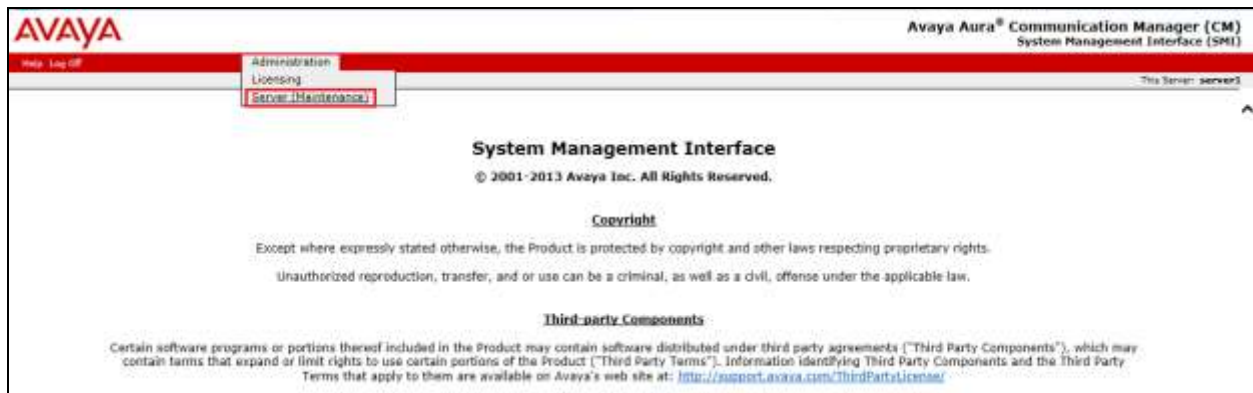 AVAYA
Avaya Aura® Communication Manager (CM)
System Management Interface (SMI)
Help Log Off
Administration
Licensing
This Server: server1
Server (Maintenance)
System Management Interface
© 2001-2013 Avaya Inc. All Rights Reserved.
Copyright
Except where expressly stated otherwise, the Product is protected by copyright and other laws respecting proprietary rights.
Unauthorized reproduction, transfer, and or use can be a criminal, as well as a civil, offense under the applicable law.
Third-party Components
Certain software programs or portions thereof included in the Product may contain software distributed under third party agreements ("Third Party Components"), which may
contain terms that expand or limit rights to use certain portions of the Product ("Third Party Terms"). Information identifying Third Party Components and the Third Party
Terms that apply to them are available on Avaya's web site at: http://support.avaya.com/ThirdPartyLicense/